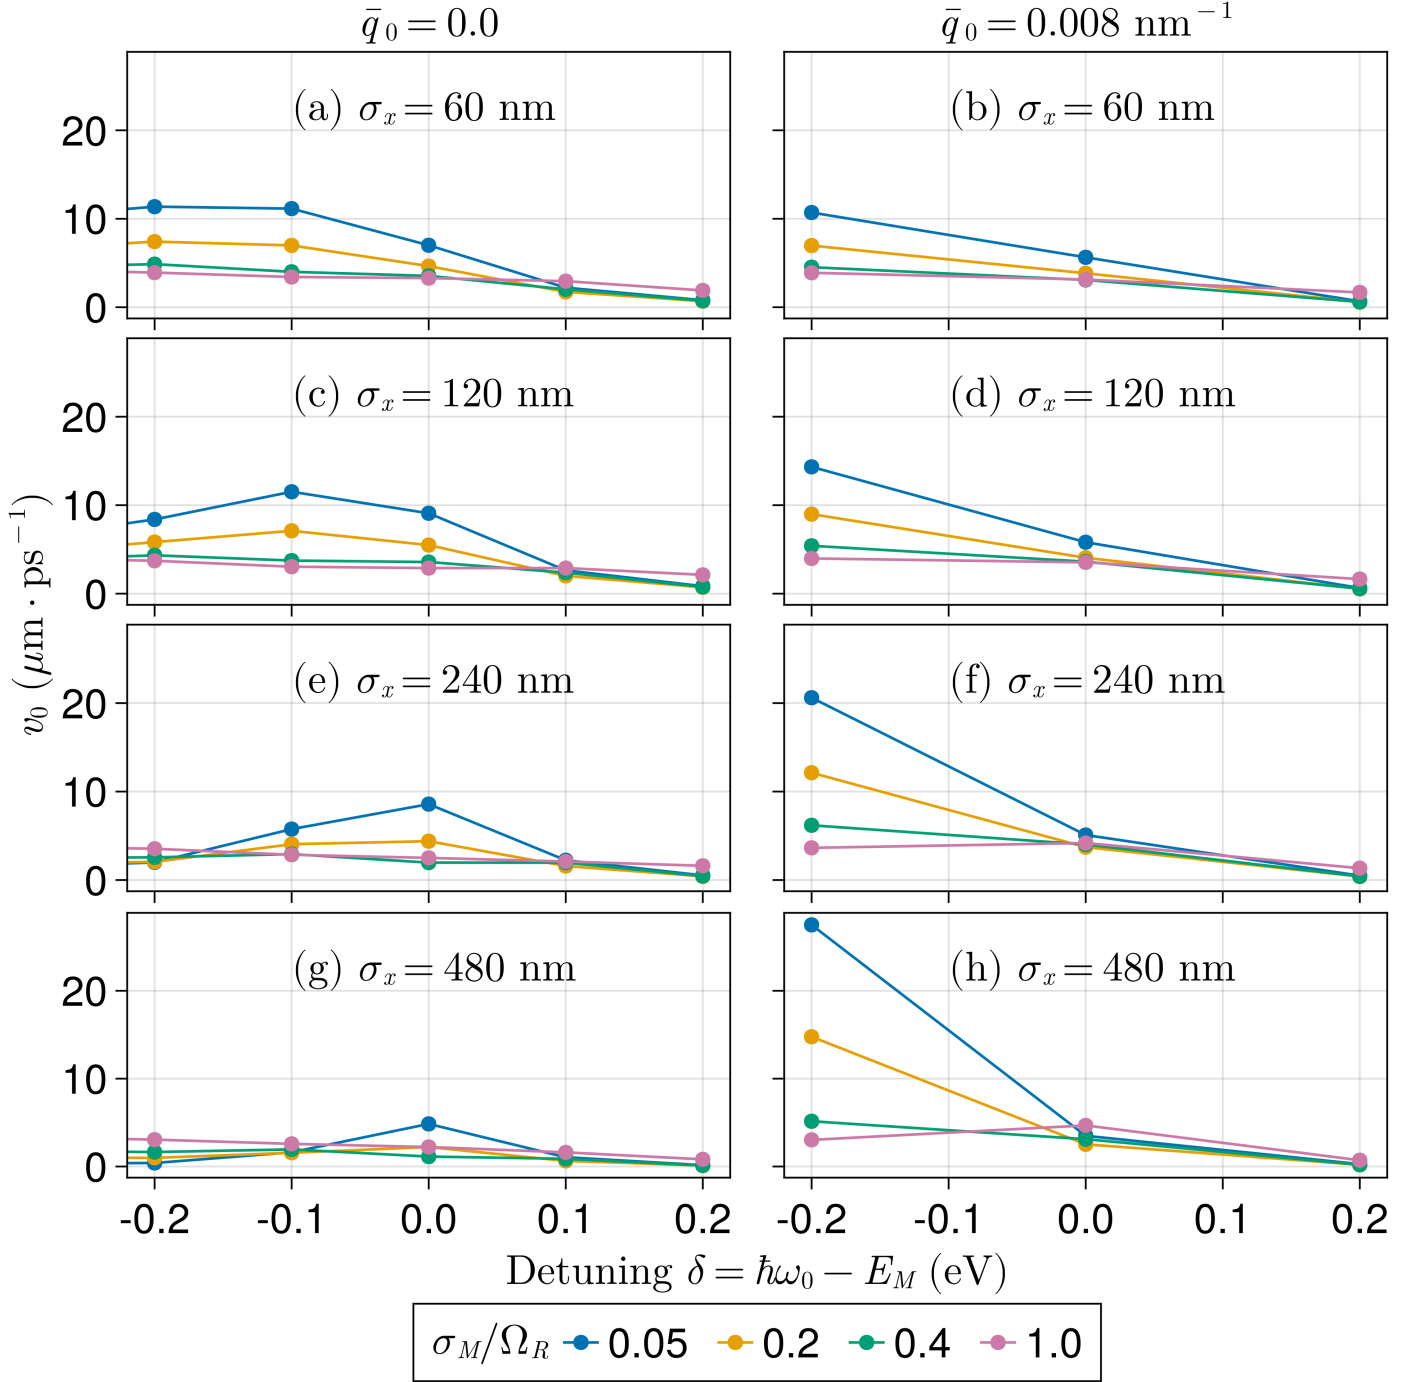 q̄₀ = 0.0
q̄₀ = 0.008 nm⁻¹
(a) σₓ = 60 nm
(b) σₓ = 60 nm
20
10
0
(c) σₓ = 120 nm
(d) σₓ = 120 nm
20
10
0
v₀ (μm · ps⁻¹)
(e) σₓ = 240 nm
(f) σₓ = 240 nm
20
10
0
(g) σₓ = 480 nm
(h) σₓ = 480 nm
20
10
0
-0.2 -0.1 0.0 0.1 0.2
-0.2 -0.1 0.0 0.1 0.2
Detuning δ = ħω₀ − E_M (eV)
σ_M/Ω_R 0.05 0.2 0.4 1.0